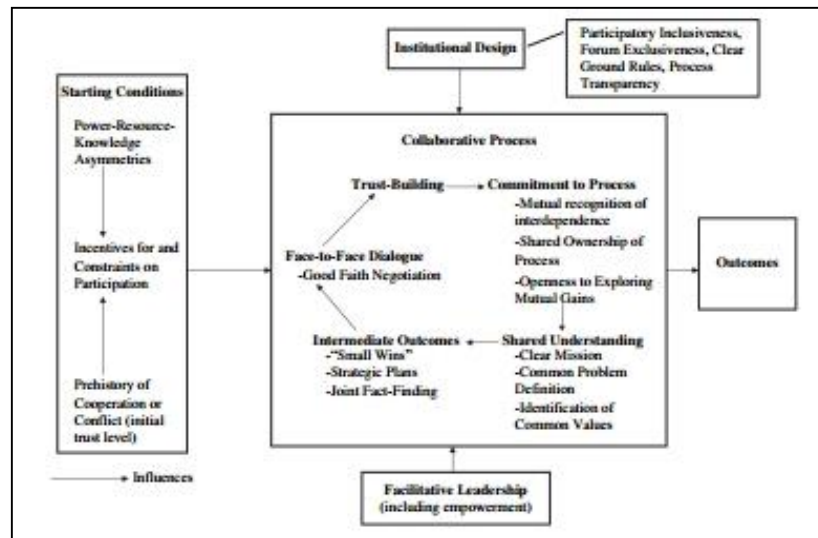 Institutional Design
Participatory Inclusiveness,
Forum Exclusiveness, Clear
Ground Rules, Process
Transparency
Starting Conditions
Power-Resource-
Knowledge
Asymmetries
Incentives for and
Constraints on
Participation
Prehistory of
Cooperation or
Conflict (initial
trust level)
Influences
Collaborative Process
Trust-Building
Commitment to Process
-Mutual recognition of
interdependence
-Shared Ownership of
Process
-Openness to Exploring
Mutual Gains
Face-to-Face Dialogue
-Good Faith Negotiation
Intermediate Outcomes
-"Small Wins"
-Strategic Plans
-Joint Fact-Finding
Shared Understanding
-Clear Mission
-Common Problem
Definition
-Identification of
Common Values
Outcomes
Facilitative Leadership
(including empowerment)